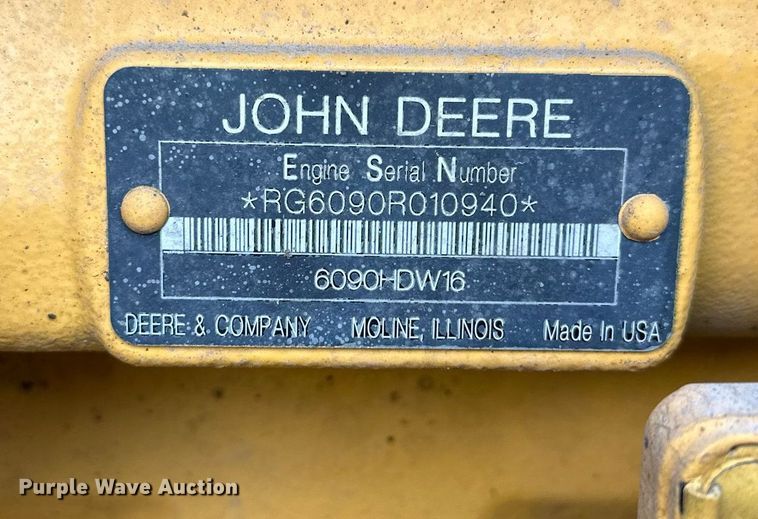 JOHN DEERE
Engine Serial Number
*RG6090R010940*
6090HDW16
DEERE & COMPANY MOLINE, ILLINOIS Made In USA
Purple Wave Auction